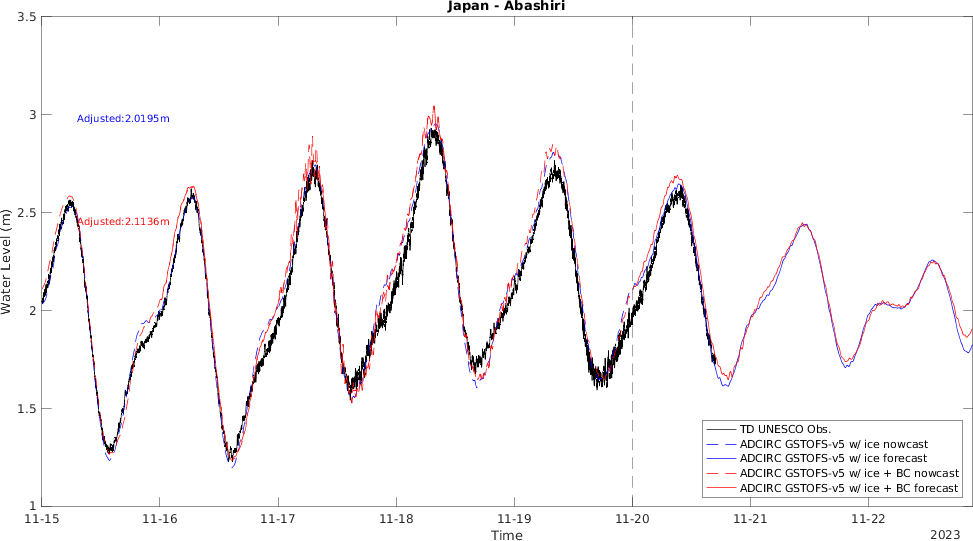 Japan - Abashiri
3.5
3
2.5
2
1.5
1
Water Level (m)
Adjusted:2.0195m
Adjusted:2.1136m
TD UNESCO Obs.
ADCIRC GSTOFS-v5 w/ ice nowcast
ADCIRC GSTOFS-v5 w/ ice forecast
ADCIRC GSTOFS-v5 w/ ice + BC nowcast
ADCIRC GSTOFS-v5 w/ ice + BC forecast
11-15 11-16 11-17 11-18 11-19 11-20 11-21 11-22
Time
2023